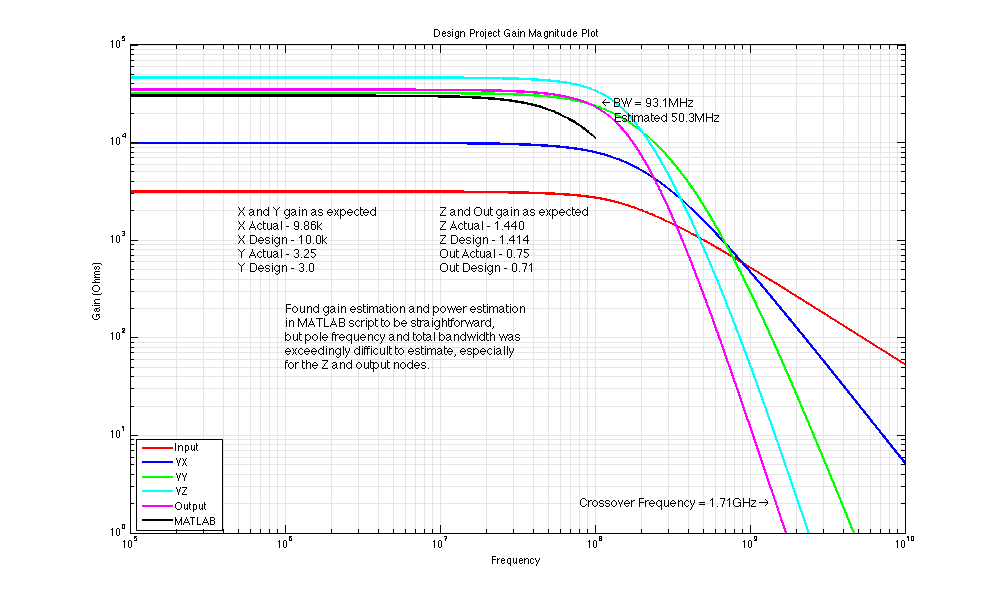 Design Project Gain Magnitude Plot
10^5
← BW = 93.1MHz
Estimated 50.3MHz
10^4
X and Y gain as expected
X Actual - 9.86k
X Design - 10.0k
Y Actual - 3.25
Y Design - 3.0
Z and Out gain as expected
Z Actual - 1.440
Z Design - 1.414
Out Actual - 0.75
Out Design - 0.71
10^3
Gain (Ohms)
Found gain estimation and power estimation
in MATLAB script to be straightforward,
but pole frequency and total bandwidth was
exceedingly difficult to estimate, especially
for the Z and output nodes.
10^2
10^1
Input
VX
VY
VZ
Output
MATLAB
Crossover Frequency = 1.71GHz→
10^0
10^5 10^6 10^7 10^8 10^9 10^10
Frequency